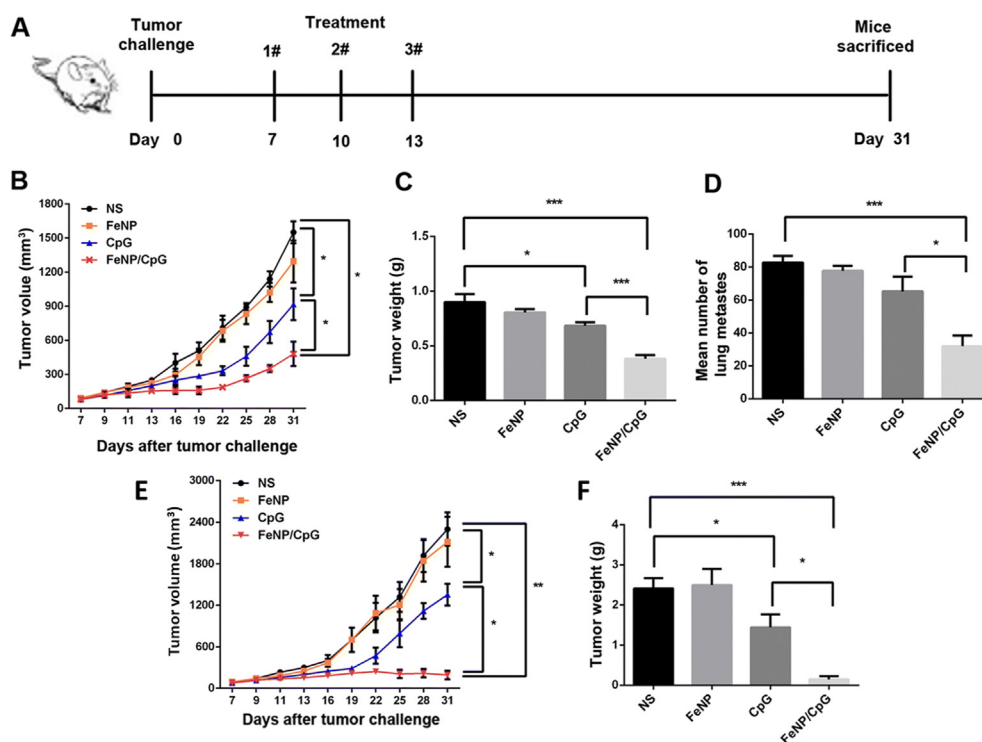 A
Tumor challenge
Treatment
Mice sacrificed
1# 2# 3#
Day 0 7 10 13 Day 31
B
NS
FeNP
CpG
FeNP/CpG
Tumor volue (mm³)
1800
1500
1200
900
600
300
0
* * *
7 9 11 13 16 19 22 25 28 31
Days after tumor challenge
C
Tumor weight (g)
1.5
1.0
0.5
0.0
***
*
***
NS FeNP CpG FeNP/CpG
D
Mean number of
lung metastes
100
80
60
40
20
0
***
*
NS FeNP CpG FeNP/CpG
E
NS
FeNP
CpG
FeNP/CpG
Tumor volume (mm³)
3000
2400
1800
1200
600
0
* ** *
7 9 11 13 16 19 22 25 28 31
Days after tumor challenge
F
Tumor weight (g)
6
4
2
0
***
*
*
NS FeNP CpG FeNP/CpG